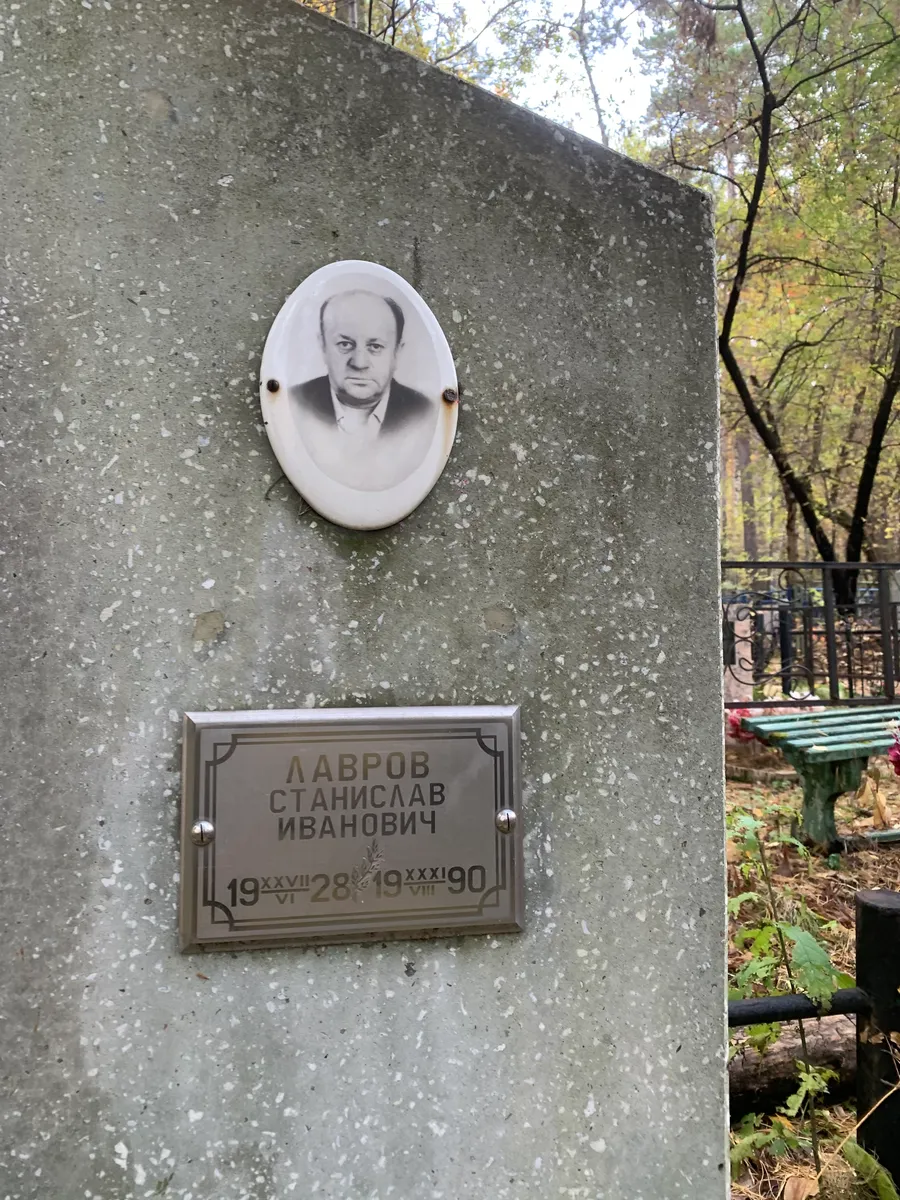 ЛАВРОВ
СТАНИСЛАВ
ИВАНОВИЧ
19 XXVII/VI 28 19 XXXI/VIII 90